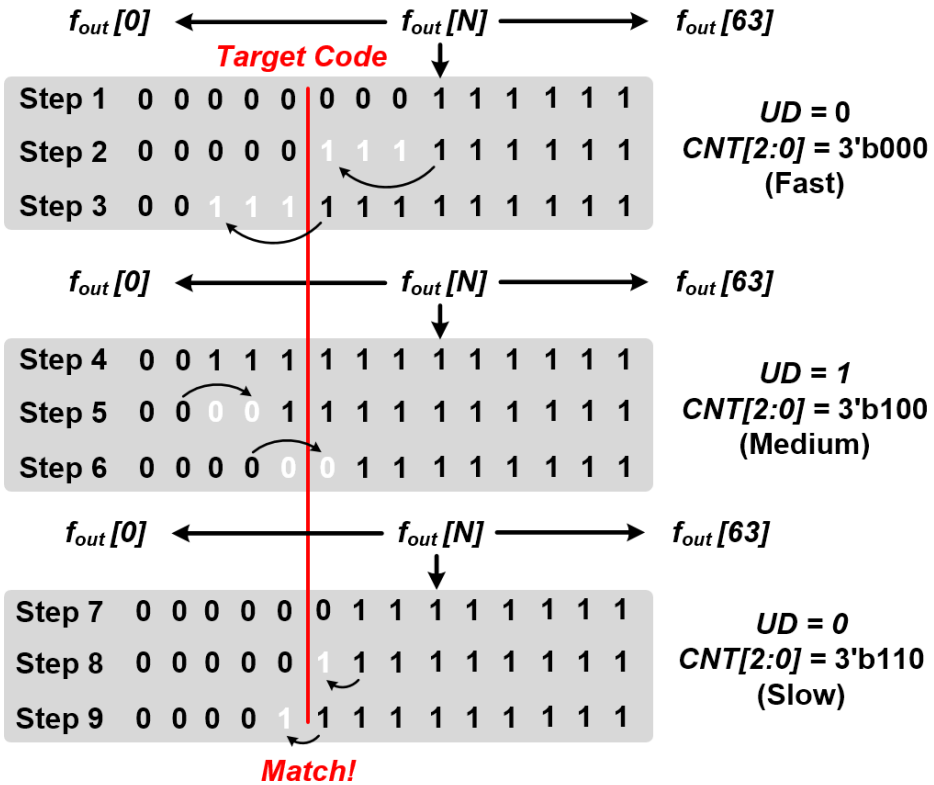 f_out [0] f_out [N] f_out [63]
Target Code
Step 1 0 0 0 0 0 0 0 0 1 1 1 1 1 1
Step 2 0 0 0 0 0 1 1 1 1 1 1 1 1 1
Step 3 0 0 1 1 1 1 1 1 1 1 1 1 1 1
UD = 0
CNT[2:0] = 3'b000
(Fast)
f_out [0] f_out [N] f_out [63]
Step 4 0 0 1 1 1 1 1 1 1 1 1 1 1 1
Step 5 0 0 0 0 1 1 1 1 1 1 1 1 1 1
Step 6 0 0 0 0 0 0 1 1 1 1 1 1 1 1
UD = 1
CNT[2:0] = 3'b100
(Medium)
f_out [0] f_out [N] f_out [63]
Step 7 0 0 0 0 0 0 1 1 1 1 1 1 1 1
Step 8 0 0 0 0 0 1 1 1 1 1 1 1 1 1
Step 9 0 0 0 0 1 1 1 1 1 1 1 1 1 1
UD = 0
CNT[2:0] = 3'b110
(Slow)
Match!